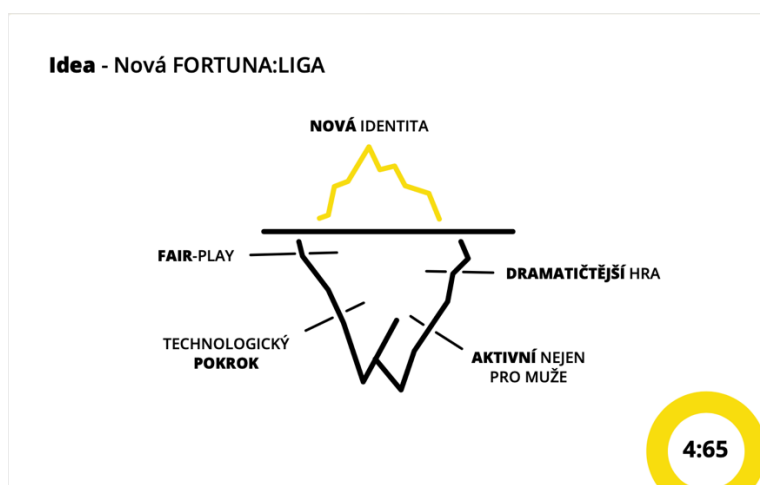 Idea - Nová FORTUNA:LIGA
NOVÁ IDENTITA
FAIR-PLAY
DRAMATIČTĚJŠÍ HRA
TECHNOLOGICKÝ
POKROK
AKTIVNÍ NEJEN
PRO MUŽE
4:65